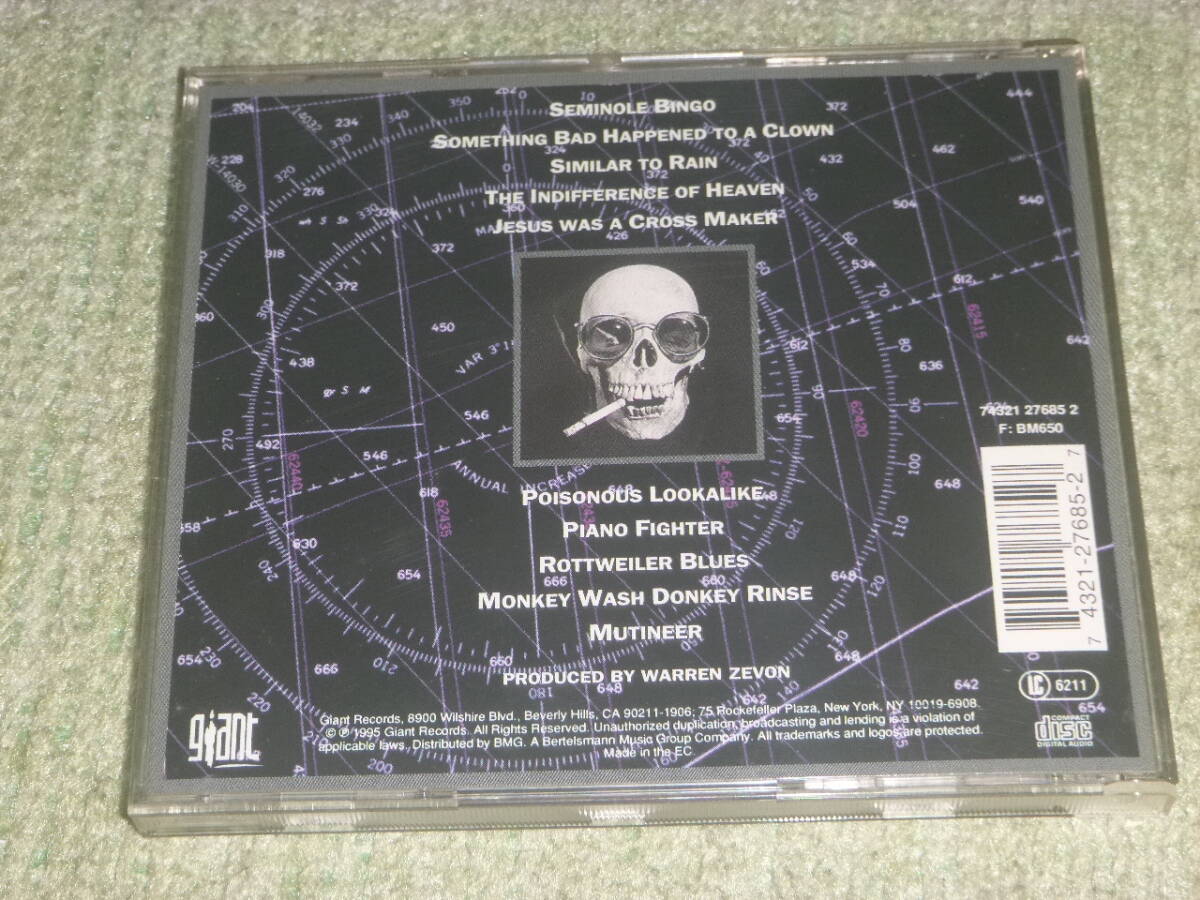 SEMINOLE BINGO
SOMETHING BAD HAPPENED TO A CLOWN
SIMILAR TO RAIN
THE INDIFFERENCE OF HEAVEN
JESUS WAS A CROSS MAKER
74321 27685 2
F: BM650
7 4321-27685-2 7
POISONOUS LOOKALIKE
PIANO FIGHTER
ROTTWEILER BLUES
MONKEY WASH DONKEY RINSE
MUTINEER
PRODUCED BY WARREN ZEVON
LC 6211
giant
Giant Records, 8900 Wilshire Blvd., Beverly Hills, CA 90211-1906; 75 Rockefeller Plaza, New York, NY 10019-6908.
© ℗ 1995 Giant Records. All Rights Reserved. Unauthorized duplication, broadcasting and lending is a violation of
applicable laws. Distributed by BMG. A Bertelsmann Music Group Company. All trademarks and logos are protected.
Made in the EC
COMPACT
disc
DIGITAL AUDIO
VAR 3°1
ANNUAL INCREASE